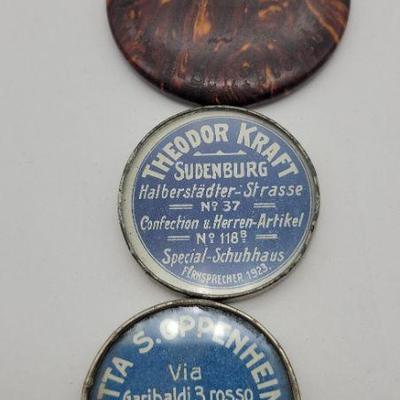 THEODOR KRAFT
SUDENBURG
Halberstädter-Strasse
No 37
Confection u. Herren-Artikel
No 118B
Special-Schuhhaus
FERNSPRECHER 1923.
TTA S. OPPENHEIM
Via
Garibaldi 3 rosso